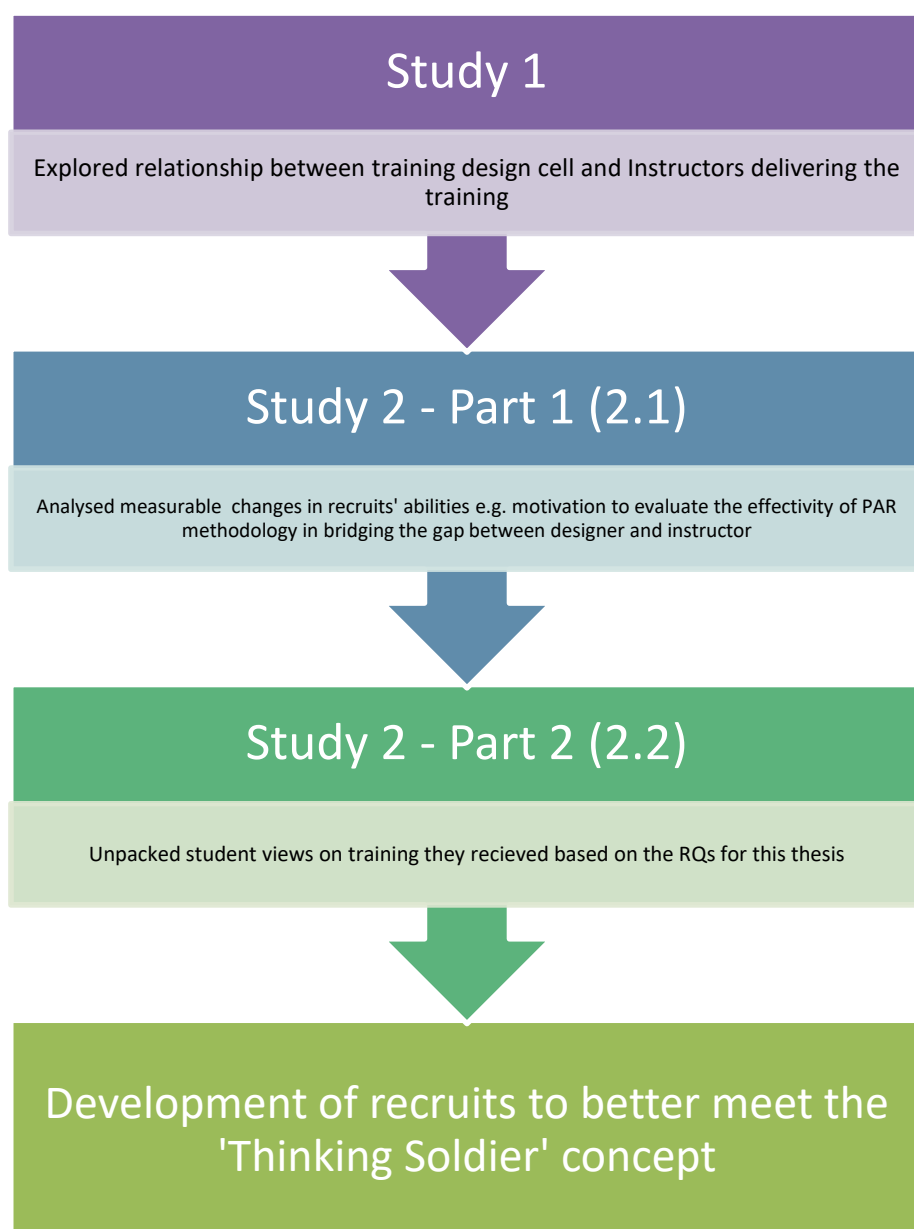 Study 1
Explored relationship between training design cell and Instructors delivering the
training
Study 2 - Part 1 (2.1)
Analysed measurable  changes in recruits' abilities e.g. motivation to evaluate the effectivity of PAR
methodology in bridging the gap between designer and instructor
Study 2 - Part 2 (2.2)
Unpacked student views on training they recieved based on the RQs for this thesis
Development of recruits to better meet the
'Thinking Soldier' concept